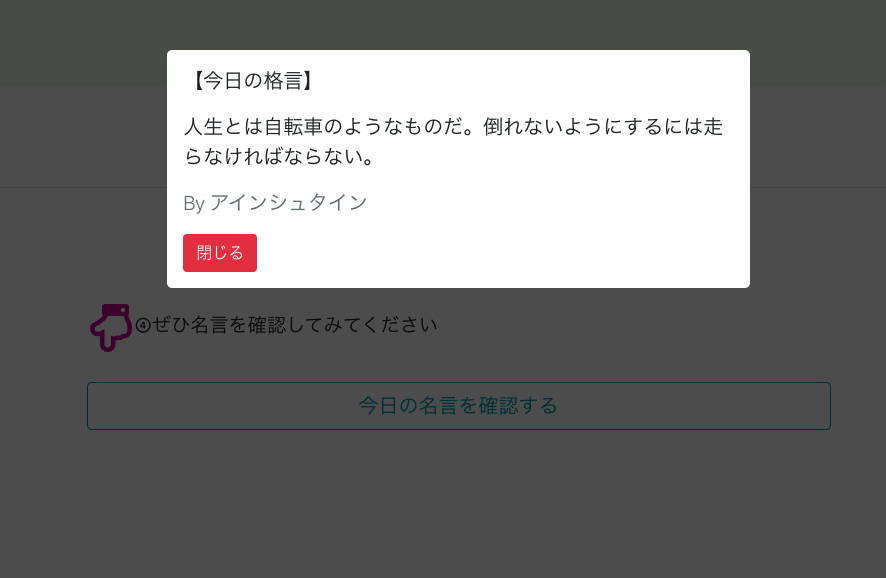 【今日の格言】
人生とは自転車のようなものだ。倒れないようにするには走
らなければならない。
By アインシュタイン
閉じる
④ぜひ名言を確認してみてください
今日の名言を確認する